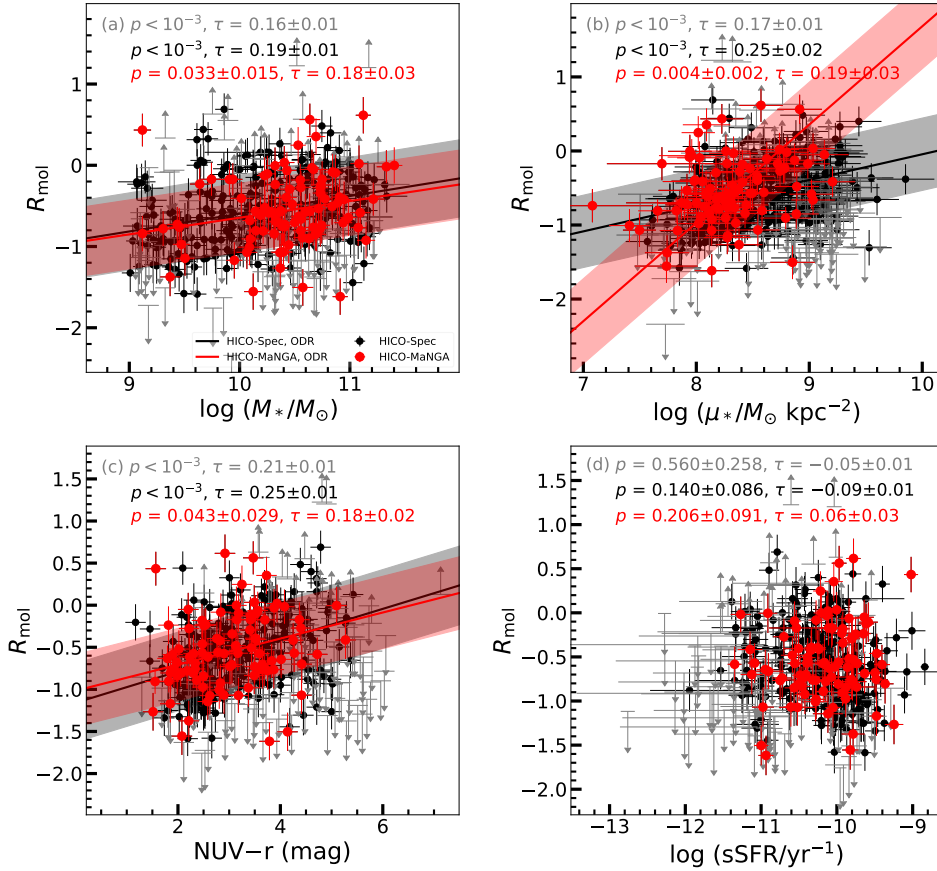 (a) p < 10⁻³, τ = 0.16±0.01
p < 10⁻³, τ = 0.19±0.01
p = 0.033±0.015, τ = 0.18±0.03
1
0
−1
−2
R_mol
HICO-Spec, ODR
HICO-MaNGA, ODR
HICO-Spec
HICO-MaNGA
9 10 11
log (M_*/M_⊙)
(b) p < 10⁻³, τ = 0.17±0.01
p < 10⁻³, τ = 0.25±0.02
p = 0.004±0.002, τ = 0.19±0.03
1
0
−1
−2
R_mol
7 8 9 10
log (μ_*/M_⊙ kpc⁻²)
(c) p < 10⁻³, τ = 0.21±0.01
p < 10⁻³, τ = 0.25±0.01
p = 0.043±0.029, τ = 0.18±0.02
1.5
1.0
0.5
0.0
−0.5
−1.0
−1.5
−2.0
R_mol
2 4 6
NUV−r (mag)
(d) p = 0.560±0.258, τ = −0.05±0.01
p = 0.140±0.086, τ = −0.09±0.01
p = 0.206±0.091, τ = 0.06±0.03
1.5
1.0
0.5
0.0
−0.5
−1.0
−1.5
−2.0
R_mol
−13 −12 −11 −10 −9
log (sSFR/yr⁻¹)